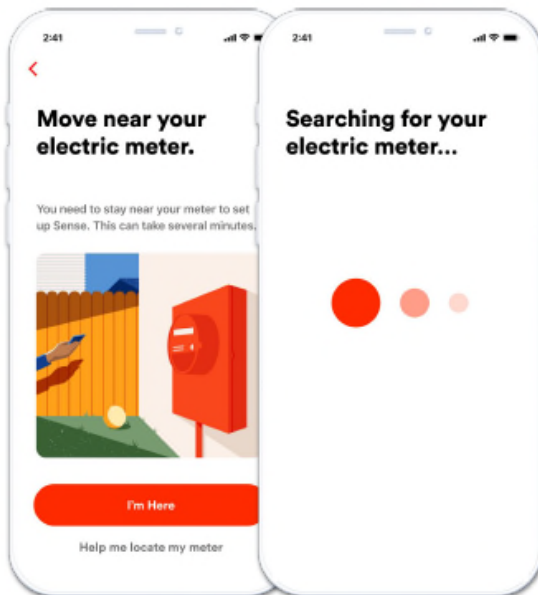 2:41
Move near your
electric meter.
You need to stay near your meter to set
up Sense. This can take several minutes.
I'm Here
Help me locate my meter
2:41
Searching for your
electric meter...